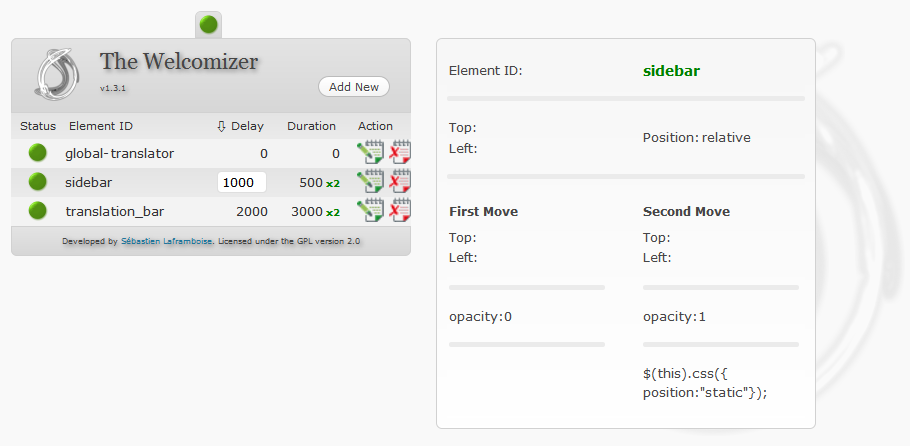 The Welcomizer
v1.3.1
Add New
Status Element ID ⇩ Delay Duration Action
global-translator 0 0
sidebar 1000 500 x2
translation_bar 2000 3000 x2
Developed by Sébastien Laframboise. Licensed under the GPL version 2.0
Element ID: sidebar
Top:
Left:
Position: relative
First Move
Top:
Left:
opacity:0
Second Move
Top:
Left:
opacity:1
$(this).css({
position:"static"});